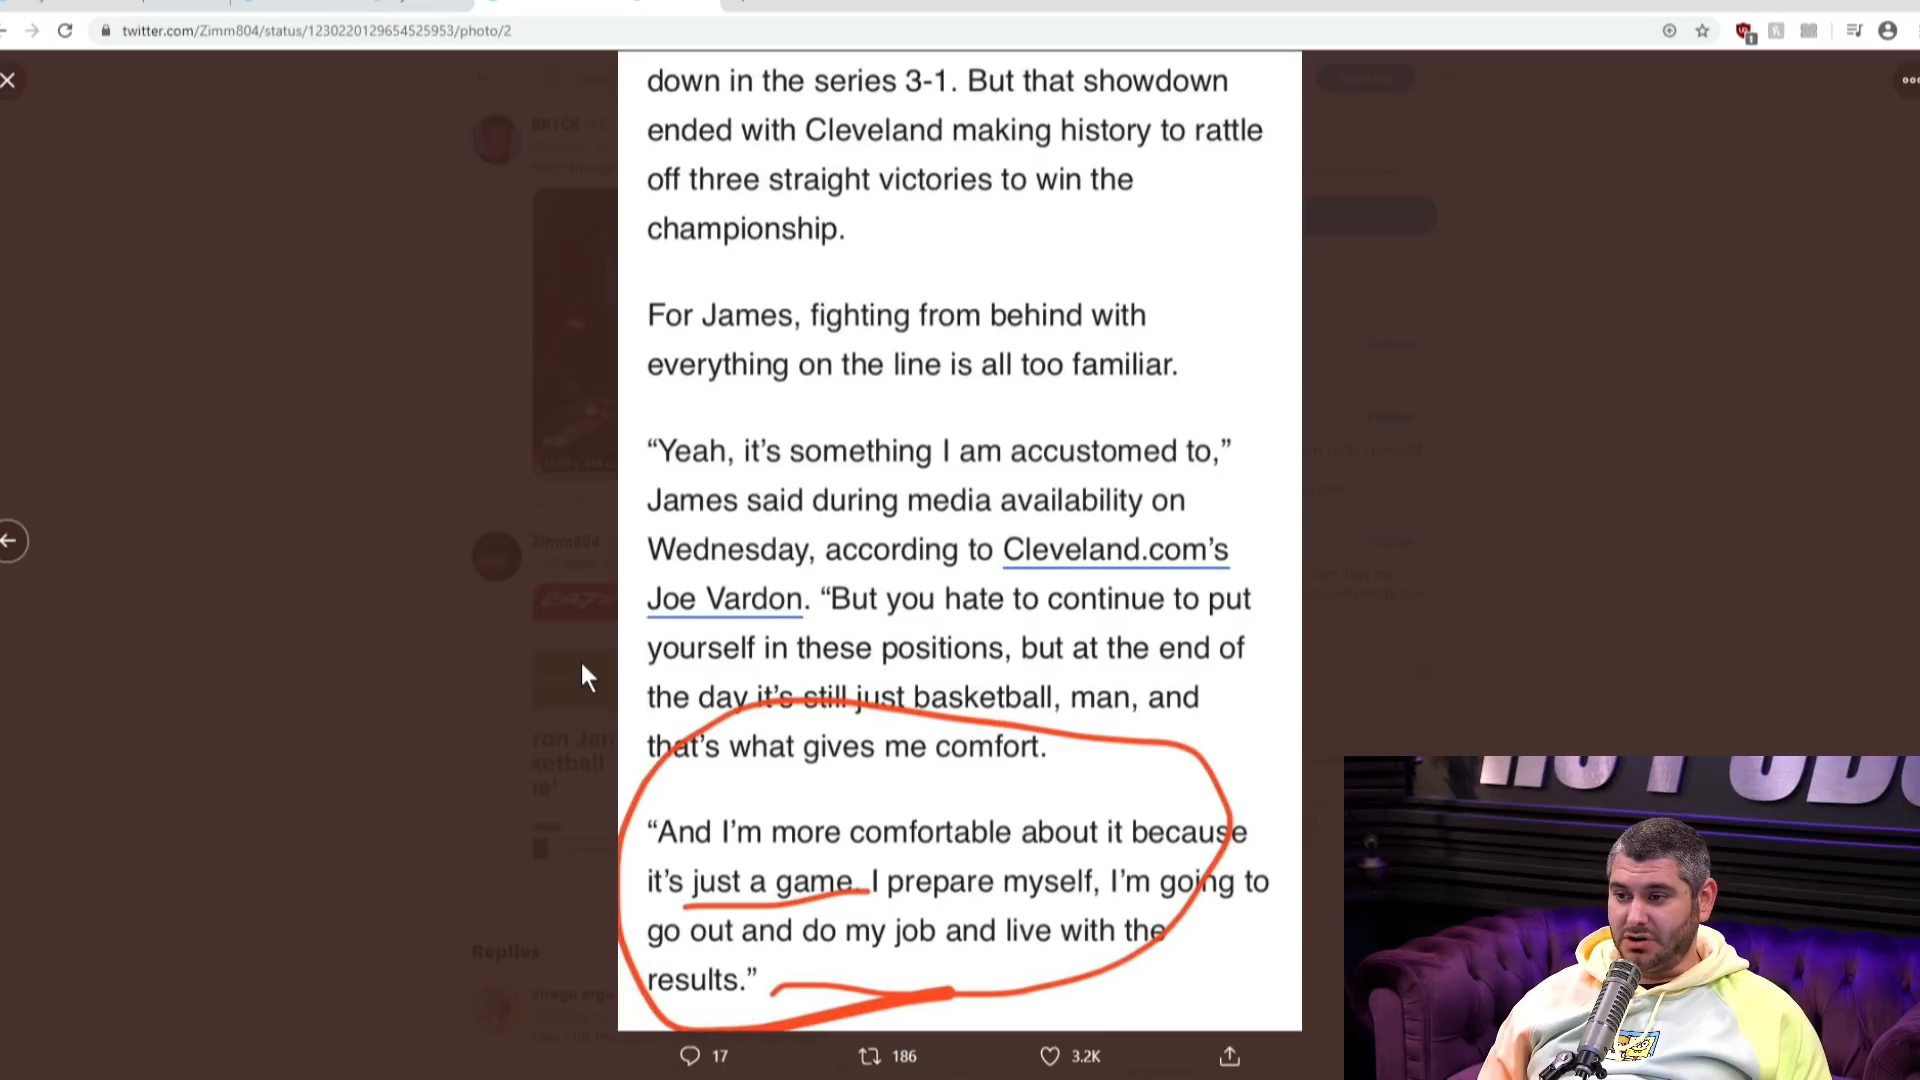 twitter.com/Zimm804/status/1230220129654525953/photo/2
1
down in the series 3-1. But that showdown
ended with Cleveland making history to rattle
off three straight victories to win the
championship.
For James, fighting from behind with
everything on the line is all too familiar.
“Yeah, it’s something I am accustomed to,”
James said during media availability on
Wednesday, according to Cleveland.com’s
Joe Vardon. “But you hate to continue to put
yourself in these positions, but at the end of
the day it’s still just basketball, man, and
that’s what gives me comfort.
“And I’m more comfortable about it because
it’s just a game. I prepare myself, I’m going to
go out and do my job and live with the
results.”
17
186
3.2K
BR1CK
Zimm804
247
Replies